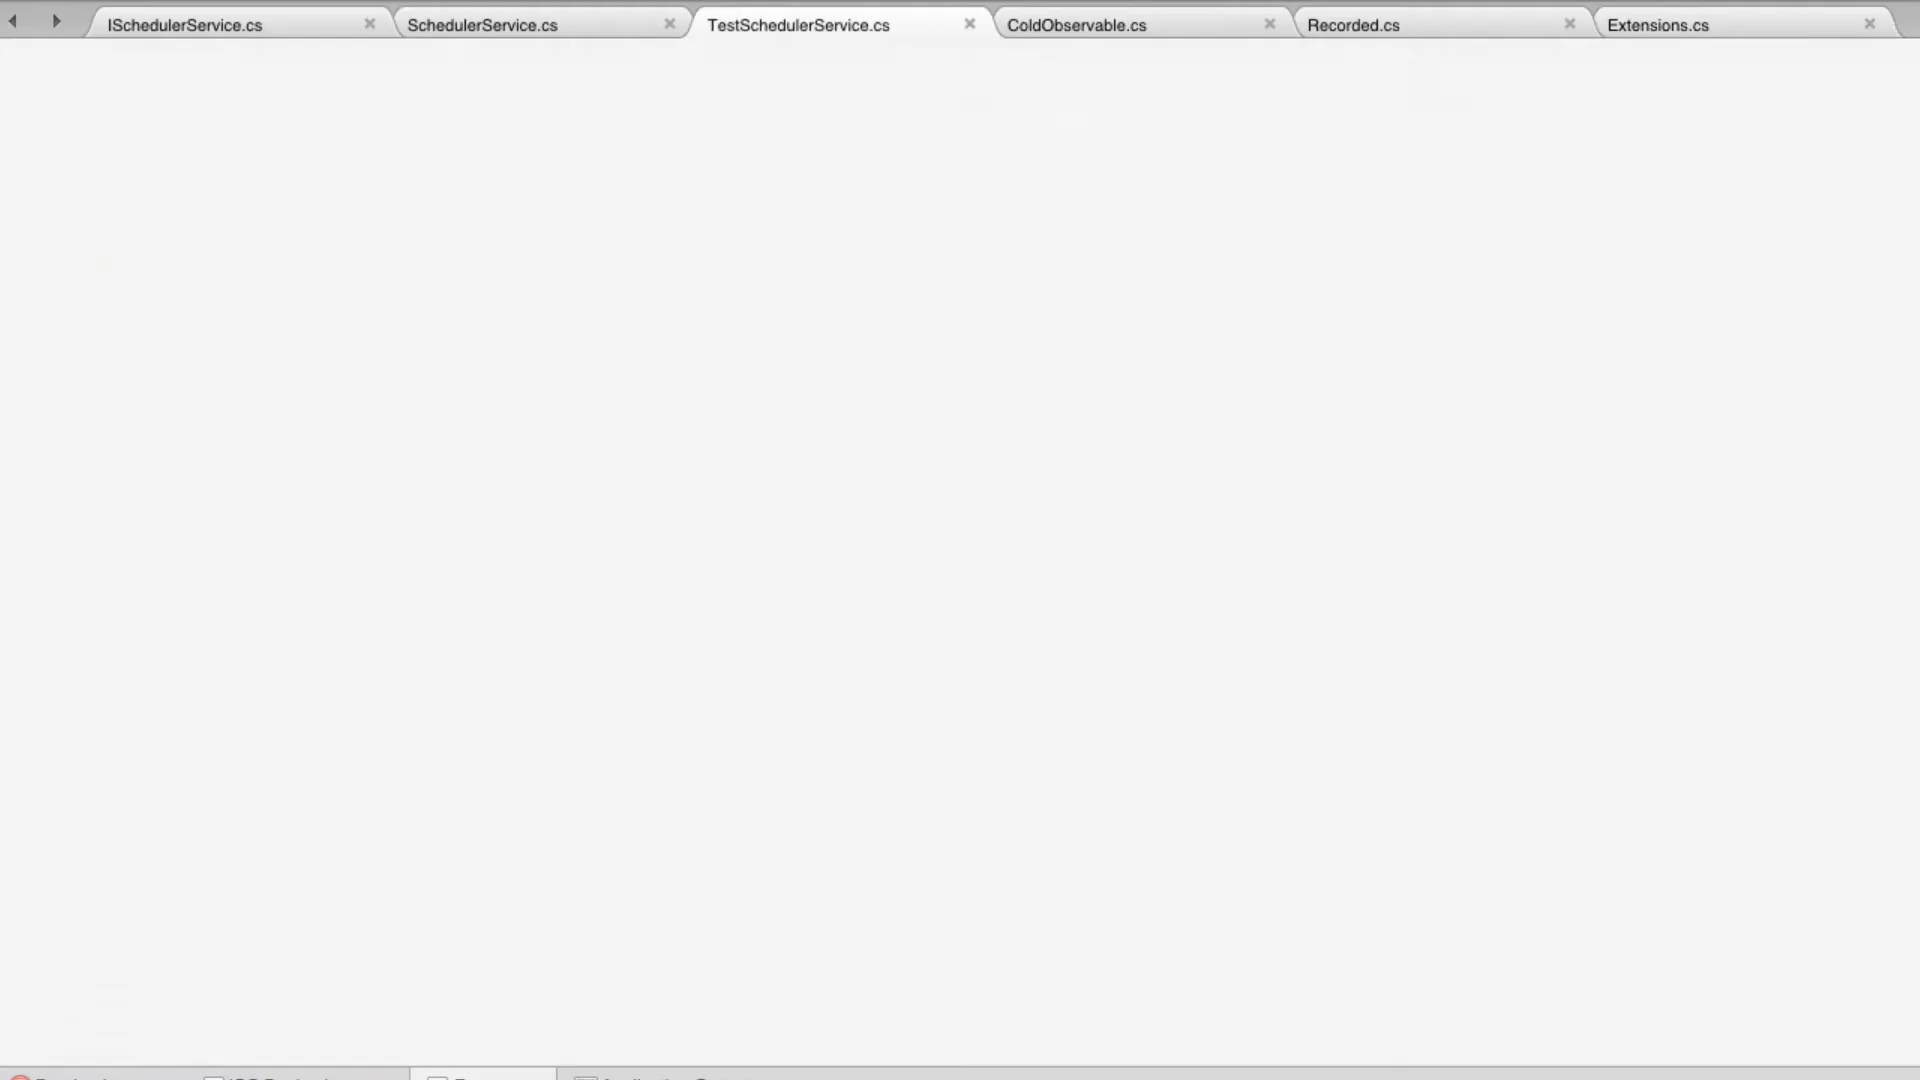 ISchedulerService.cs
SchedulerService.cs
TestSchedulerService.cs
ColdObservable.cs
Recorded.cs
Extensions.cs